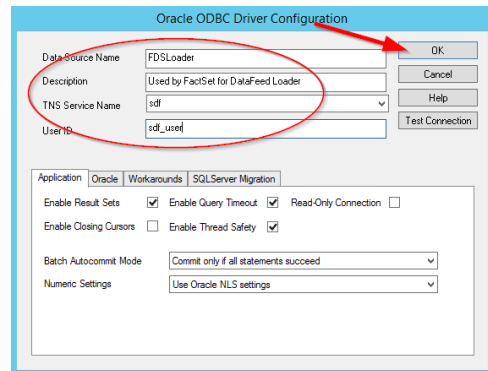 Oracle ODBC Driver Configuration
Data Source Name FDSLoader OK
Description Used by FactSet for DataFeed Loader Cancel
TNS Service Name sdf Help
User ID sdf_user Test Connection
Application Oracle Workarounds SQLServer Migration
Enable Result Sets Enable Query Timeout Read-Only Connection
Enable Closing Cursors Enable Thread Safety
Batch Autocommit Mode Commit only if all statements succeed
Numeric Settings Use Oracle NLS settings